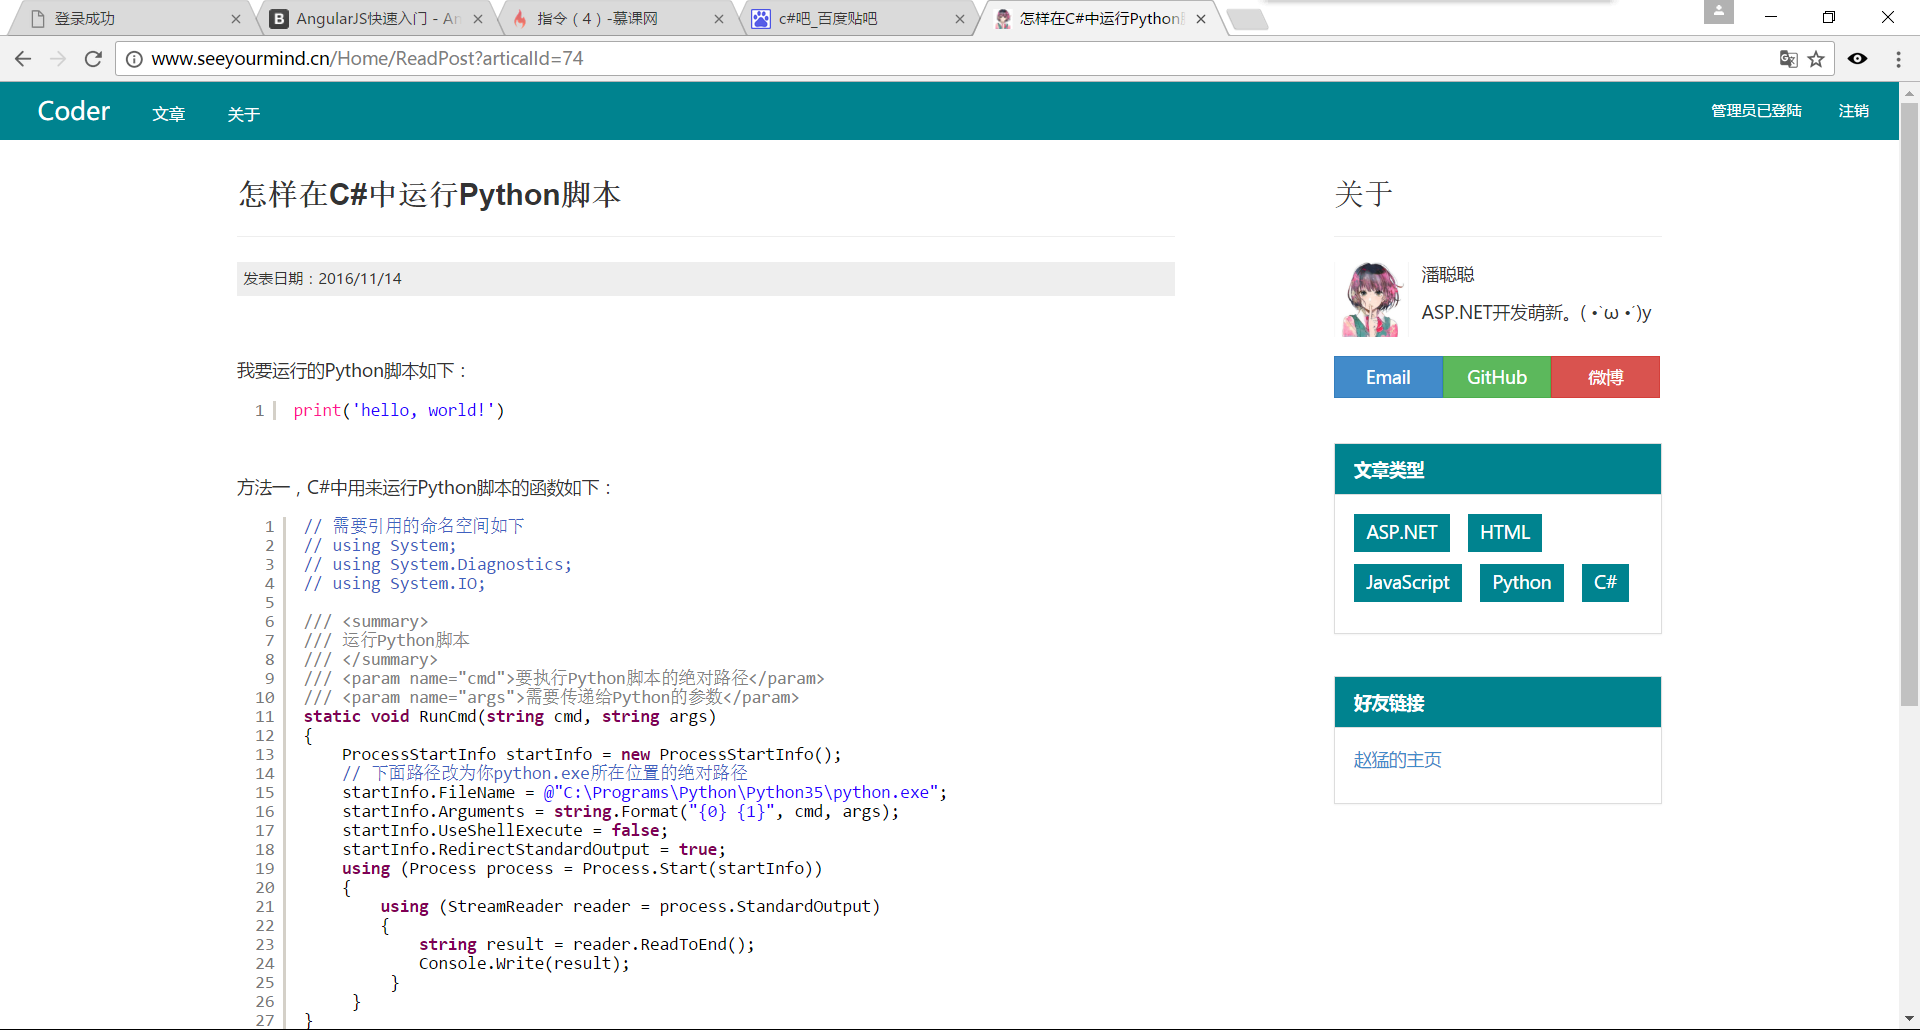 登录成功
AngularJS快速入门 - An
指令（4）-慕课网
c#吧_百度贴吧
怎样在C#中运行Python脚
www.seeyourmind.cn/Home/ReadPost?articalId=74
Coder
文章
关于
管理员已登陆
注销
怎样在C#中运行Python脚本
发表日期：2016/11/14
我要运行的Python脚本如下：
1 print('hello, world!')
方法一，C#中用来运行Python脚本的函数如下：
1 // 需要引用的命名空间如下
2 // using System;
3 // using System.Diagnostics;
4 // using System.IO;
5
6 /// <summary>
7 /// 运行Python脚本
8 /// </summary>
9 /// <param name="cmd">要执行Python脚本的绝对路径</param>
10 /// <param name="args">需要传递给Python的参数</param>
11 static void RunCmd(string cmd, string args)
12 {
13     ProcessStartInfo startInfo = new ProcessStartInfo();
14     // 下面路径改为你python.exe所在位置的绝对路径
15     startInfo.FileName = @"C:\Programs\Python\Python35\python.exe";
16     startInfo.Arguments = string.Format("{0} {1}", cmd, args);
17     startInfo.UseShellExecute = false;
18     startInfo.RedirectStandardOutput = true;
19     using (Process process = Process.Start(startInfo))
20     {
21         using (StreamReader reader = process.StandardOutput)
22         {
23             string result = reader.ReadToEnd();
24             Console.Write(result);
25          }
26      }
27 }
关于
潘聪聪
ASP.NET开发萌新。( •̀ω •́)y
Email
GitHub
微博
文章类型
ASP.NET
HTML
JavaScript
Python
C#
好友链接
赵猛的主页